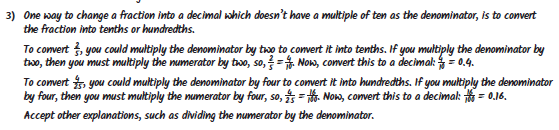 3) One way to change a fraction into a decimal which doesn't have a multiple of ten as the denominator, is to convert
the fraction into tenths or hundredths.
To convert 2/5, you could multiply the denominator by two to convert it into tenths. If you multiply the denominator by
two, then you must multiply the numerator by two, so, 2/5 = 4/10. Now, convert this to a decimal: 4/10 = 0.4.
To convert 4/25, you could multiply the denominator by four to convert it into hundredths. If you multiply the denominator
by four, then you must multiply the numerator by four, so, 4/25 = 16/100. Now, convert this to a decimal: 16/100 = 0.16.
Accept other explanations, such as dividing the numerator by the denominator.